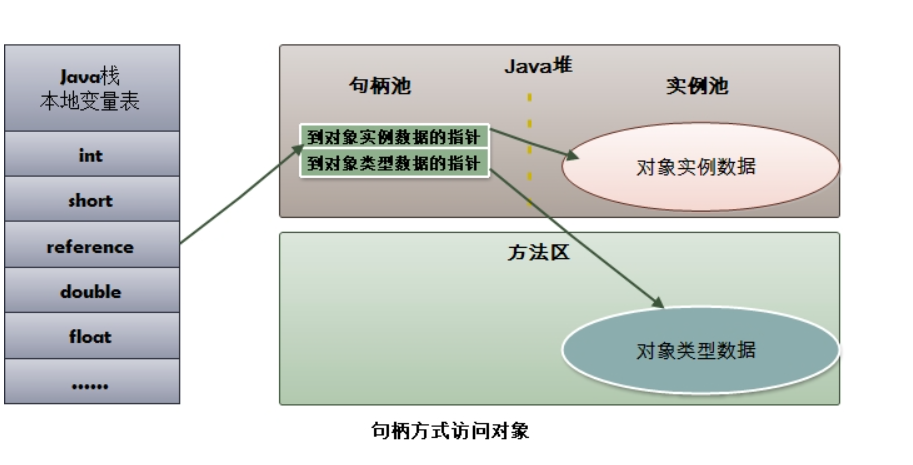 Java栈
本地变量表
int
short
reference
double
float
......
Java堆
句柄池
实例池
到对象实例数据的指针
到对象类型数据的指针
对象实例数据
方法区
对象类型数据
句柄方式访问对象